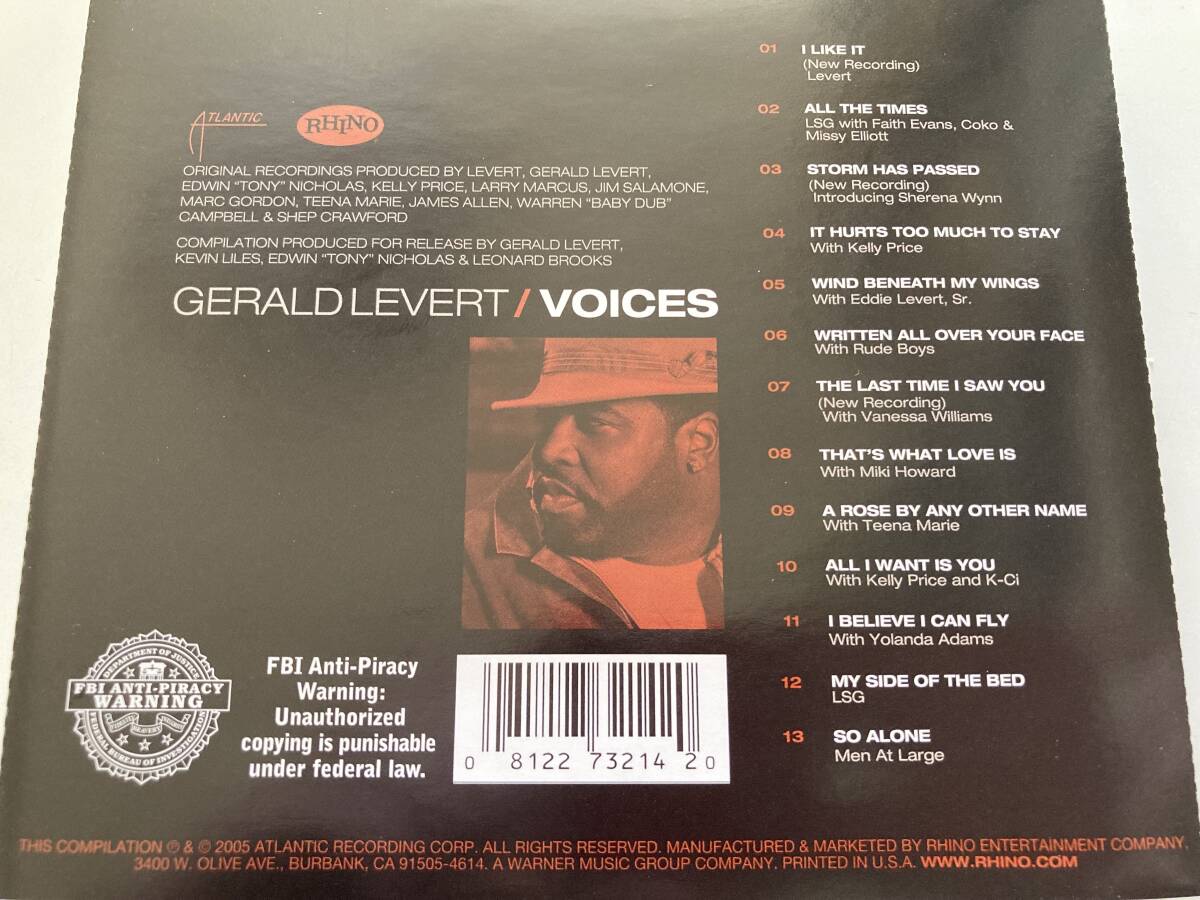 ATLANTIC
RHINO
ORIGINAL RECORDINGS PRODUCED BY LEVERT, GERALD LEVERT,
EDWIN "TONY" NICHOLAS, KELLY PRICE, LARRY MARCUS, JIM SALAMONE,
MARC GORDON, TEENA MARIE, JAMES ALLEN, WARREN "BABY DUB"
CAMPBELL & SHEP CRAWFORD
COMPILATION PRODUCED FOR RELEASE BY GERALD LEVERT,
KEVIN LILES, EDWIN "TONY" NICHOLAS & LEONARD BROOKS
GERALD LEVERT / VOICES
01 I LIKE IT
(New Recording)
Levert
02 ALL THE TIMES
LSG with Faith Evans, Coko &
Missy Elliott
03 STORM HAS PASSED
(New Recording)
Introducing Sherena Wynn
04 IT HURTS TOO MUCH TO STAY
With Kelly Price
05 WIND BENEATH MY WINGS
With Eddie Levert, Sr.
06 WRITTEN ALL OVER YOUR FACE
With Rude Boys
07 THE LAST TIME I SAW YOU
(New Recording)
With Vanessa Williams
08 THAT'S WHAT LOVE IS
With Miki Howard
09 A ROSE BY ANY OTHER NAME
With Teena Marie
10 ALL I WANT IS YOU
With Kelly Price and K-Ci
11 I BELIEVE I CAN FLY
With Yolanda Adams
12 MY SIDE OF THE BED
LSG
13 SO ALONE
Men At Large
DEPARTMENT OF JUSTICE
FBI ANTI-PIRACY
WARNING
FIDELITY BRAVERY INTEGRITY
FEDERAL BUREAU OF INVESTIGATION
FBI Anti-Piracy
Warning:
Unauthorized
copying is punishable
under federal law.
0 81227 32142 0
THIS COMPILATION ℗ & © 2005 ATLANTIC RECORDING CORP. ALL RIGHTS RESERVED. MANUFACTURED & MARKETED BY RHINO ENTERTAINMENT COMPANY,
3400 W. OLIVE AVE., BURBANK, CA 91505-4614. A WARNER MUSIC GROUP COMPANY. PRINTED IN U.S.A. WWW.RHINO.COM